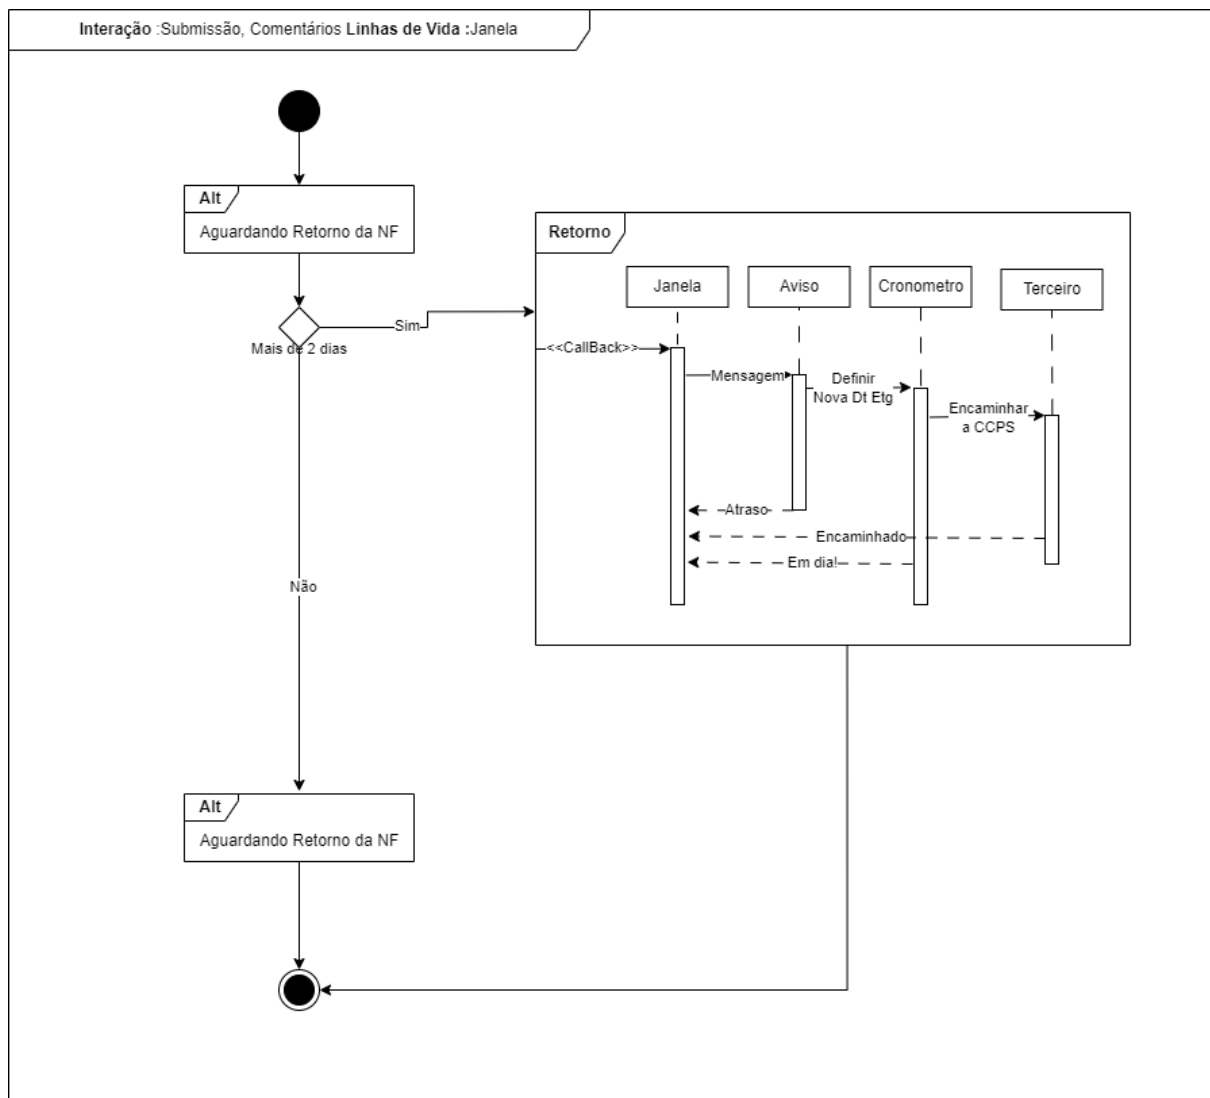 Interação :Submissão, Comentários Linhas de Vida :Janela
Alt
Aguardando Retorno da NF
Mais de 2 dias
Sim
Retorno
Janela
Aviso
Cronometro
Terceiro
<<CallBack>>
Mensagem
Definir
Nova Dt Etg
Encaminhar
a CCPS
Atraso
Encaminhado
Em dia!
Não
Alt
Aguardando Retorno da NF